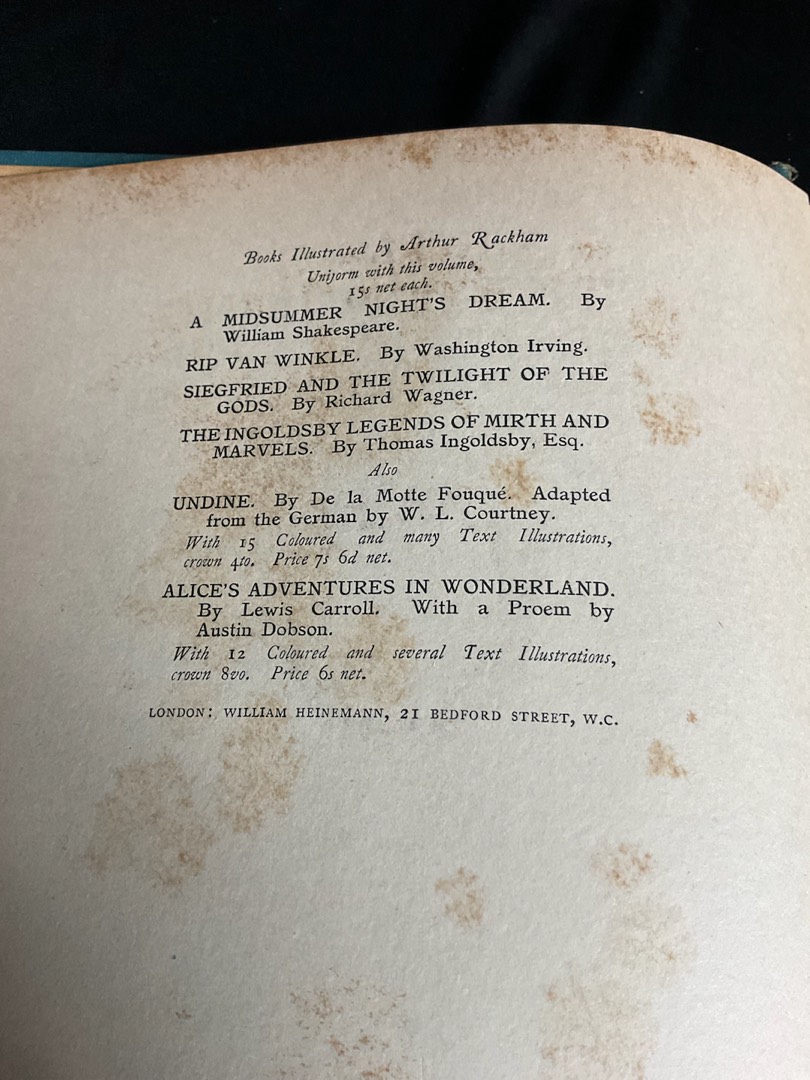 Books Illustrated by Arthur Rackham
Uniform with this volume,
15s net each.
A MIDSUMMER NIGHT'S DREAM. By
William Shakespeare.
RIP VAN WINKLE. By Washington Irving.
SIEGFRIED AND THE TWILIGHT OF THE
GODS. By Richard Wagner.
THE INGOLDSBY LEGENDS OF MIRTH AND
MARVELS. By Thomas Ingoldsby, Esq.
Also
UNDINE. By De la Motte Fouqué. Adapted
from the German by W. L. Courtney.
With 15 Coloured and many Text Illustrations,
crown 4to. Price 7s 6d net.
ALICE'S ADVENTURES IN WONDERLAND.
By Lewis Carroll. With a Proem by
Austin Dobson.
With 12 Coloured and several Text Illustrations,
crown 8vo. Price 6s net.
LONDON: WILLIAM HEINEMANN, 21 BEDFORD STREET, W.C.